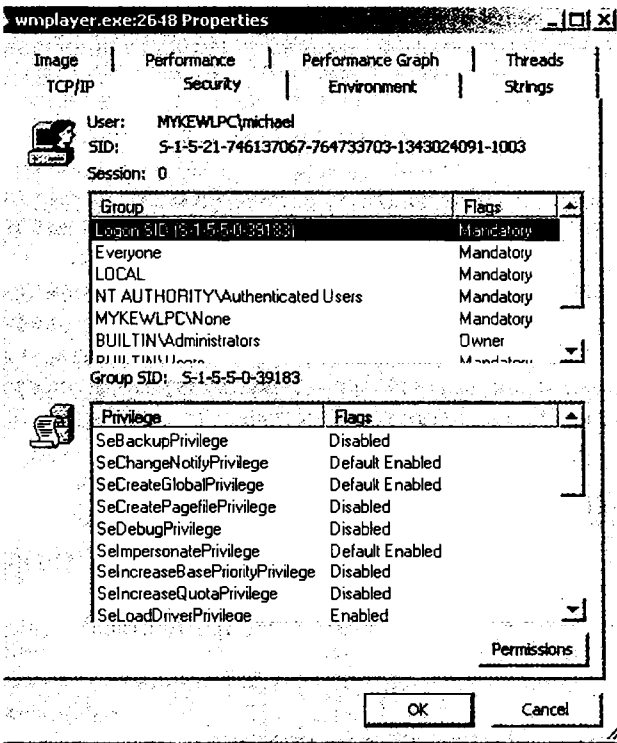 wmplayer.exe:2648 Properties
Image Performance Performance Graph Threads
TCP/IP Security Environment Strings
User: MYKEWLPC\michael
SID: S-1-5-21-746137067-764733703-1343024091-1003
Session: 0
Group Flags
Logon SID (S-1-5-5-0-39183) Mandatory
Everyone Mandatory
LOCAL Mandatory
NT AUTHORITY\Authenticated Users Mandatory
MYKEWLPC\None Mandatory
BUILTIN\Administrators Owner
BUILTIN\Users Mandatory
Group SID: S-1-5-5-0-39183
Privilege Flags
SeBackupPrivilege Disabled
SeChangeNotifyPrivilege Default Enabled
SeCreateGlobalPrivilege Default Enabled
SeCreatePagefilePrivilege Disabled
SeDebugPrivilege Disabled
SeImpersonatePrivilege Default Enabled
SeIncreaseBasePriorityPrivilege Disabled
SeIncreaseQuotaPrivilege Disabled
SeLoadDriverPrivilege Enabled
Permissions
OK Cancel